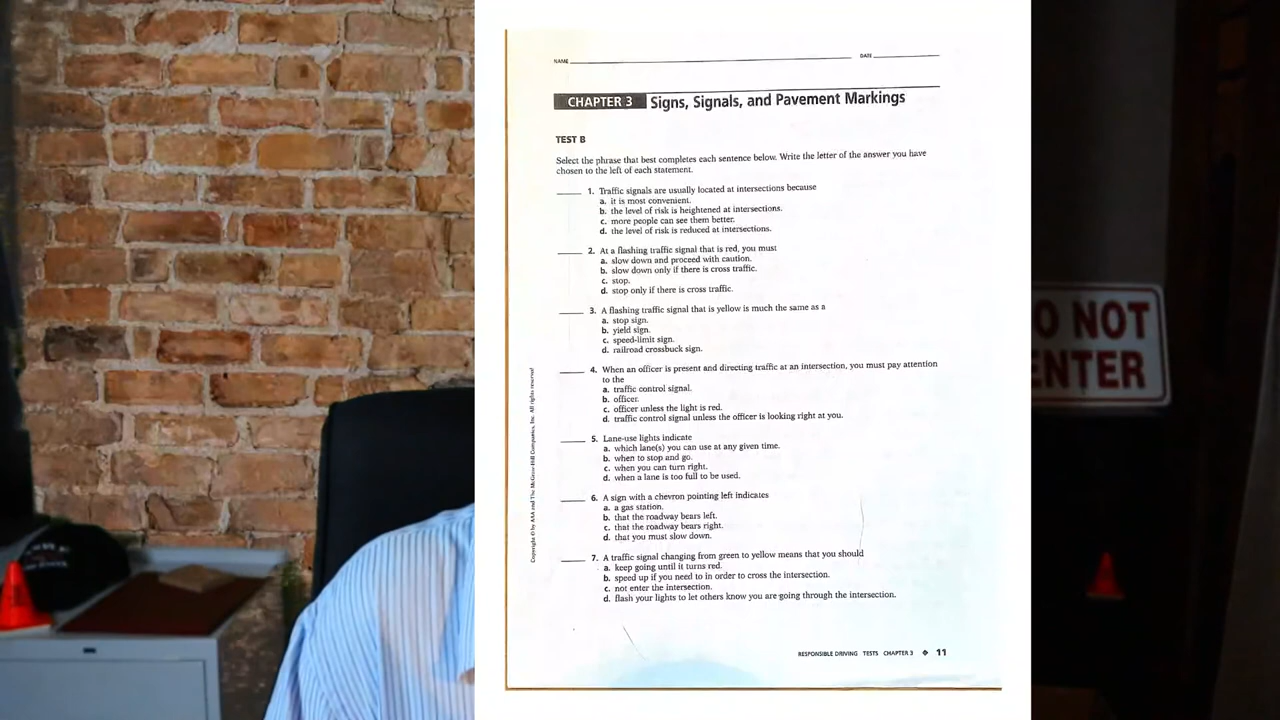 NAME
DATE
CHAPTER 3 Signs, Signals, and Pavement Markings
TEST B
Select the phrase that best completes each sentence below. Write the letter of the answer you have
chosen to the left of each statement.
1. Traffic signals are usually located at intersections because
a. it is most convenient.
b. the level of risk is heightened at intersections.
c. more people can see them better.
d. the level of risk is reduced at intersections.
2. At a flashing traffic signal that is red, you must
a. slow down and proceed with caution.
b. slow down only if there is cross traffic.
c. stop.
d. stop only if there is cross traffic.
3. A flashing traffic signal that is yellow is much the same as a
a. stop sign.
b. yield sign.
c. speed-limit sign.
d. railroad crossbuck sign.
4. When an officer is present and directing traffic at an intersection, you must pay attention
to the
a. traffic control signal.
b. officer.
c. officer unless the light is red.
d. traffic control signal unless the officer is looking right at you.
5. Lane-use lights indicate
a. which lane(s) you can use at any given time.
b. when to stop and go.
c. when you can turn right.
d. when a lane is too full to be used.
6. A sign with a chevron pointing left indicates
a. a gas station.
b. that the roadway bears left.
c. that the roadway bears right.
d. that you must slow down.
7. A traffic signal changing from green to yellow means that you should
a. keep going until it turns red.
b. speed up if you need to in order to cross the intersection.
c. not enter the intersection.
d. flash your lights to let others know you are going through the intersection.
Copyright © by AAA and The McGraw-Hill Companies, Inc. All rights reserved
RESPONSIBLE DRIVING TESTS CHAPTER 3 ◆ 11
O NOT
ENTER